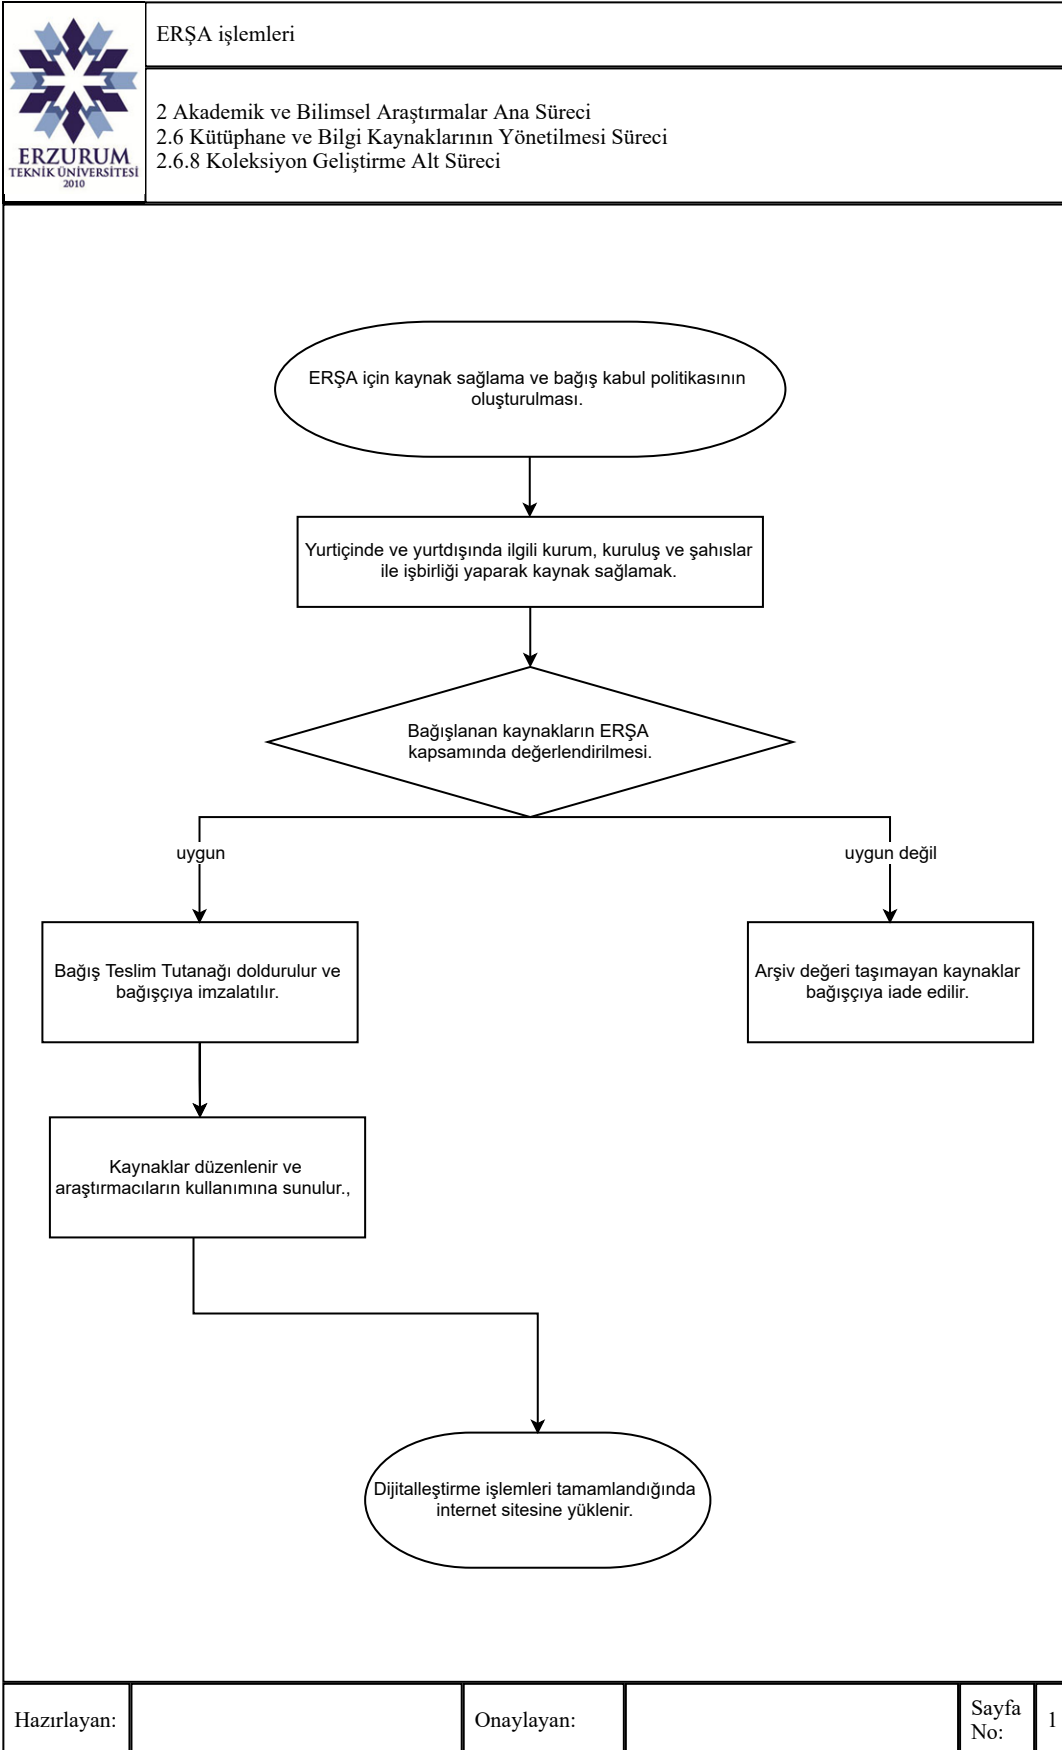 ERŞA işlemleri
ERZURUM
TEKNİK ÜNİVERSİTESİ
2010
2 Akademik ve Bilimsel Araştırmalar Ana Süreci
2.6 Kütüphane ve Bilgi Kaynaklarının Yönetilmesi Süreci
2.6.8 Koleksiyon Geliştirme Alt Süreci
ERŞA için kaynak sağlama ve bağış kabul politikasının
oluşturulması.
Yurtiçinde ve yurtdışında ilgili kurum, kuruluş ve şahıslar
ile işbirliği yaparak kaynak sağlamak.
Bağışlanan kaynakların ERŞA
kapsamında değerlendirilmesi.
uygun
uygun değil
Bağış Teslim Tutanağı doldurulur ve
bağışçıya imzalatılır.
Arşiv değeri taşımayan kaynaklar
bağışçıya iade edilir.
Kaynaklar düzenlenir ve
araştırmacıların kullanımına sunulur.,
Dijitalleştirme işlemleri tamamlandığında
internet sitesine yüklenir.
Hazırlayan:
Onaylayan:
Sayfa
No:
1